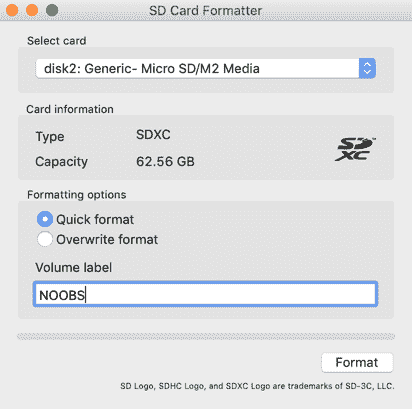 SD Card Formatter
Select card
disk2: Generic- Micro SD/M2 Media
Card information
Type SDXC
Capacity 62.56 GB
SD
XC
Formatting options
Quick format
Overwrite format
Volume label
NOOBS
Format
SD Logo, SDHC Logo, and SDXC Logo are trademarks of SD-3C, LLC.